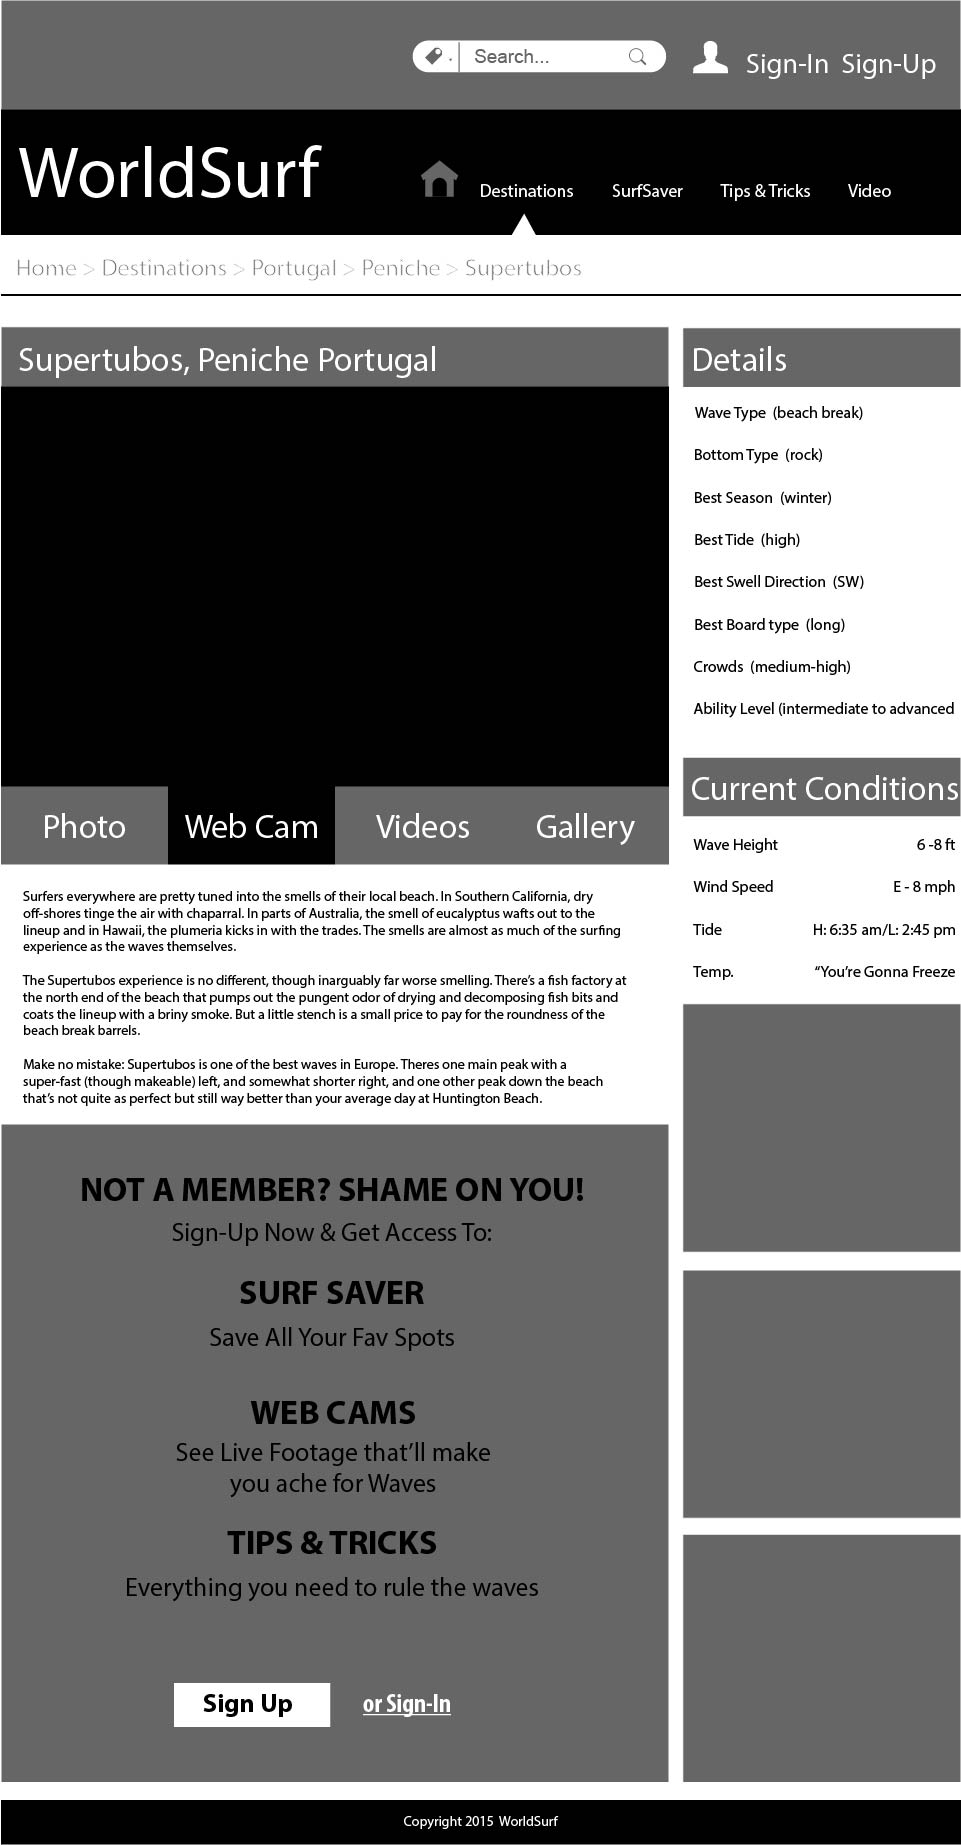 Search...
Sign-In Sign-Up
WorldSurf
Destinations SurfSaver Tips & Tricks Video
Home > Destinations > Portugal > Peniche > Supertubos
Supertubos, Peniche Portugal
Photo Web Cam Videos Gallery
Surfers everywhere are pretty tuned into the smells of their local beach. In Southern California, dry
off-shores tinge the air with chaparral. In parts of Australia, the smell of eucalyptus wafts out to the
lineup and in Hawaii, the plumeria kicks in with the trades. The smells are almost as much of the surfing
experience as the waves themselves.
The Supertubos experience is no different, though inarguably far worse smelling. There’s a fish factory at
the north end of the beach that pumps out the pungent odor of drying and decomposing fish bits and
coats the lineup with a briny smoke. But a little stench is a small price to pay for the roundness of the
beach break barrels.
Make no mistake: Supertubos is one of the best waves in Europe. Theres one main peak with a
super-fast (though makeable) left, and somewhat shorter right, and one other peak down the beach
that’s not quite as perfect but still way better than your average day at Huntington Beach.
Details
Wave Type (beach break)
Bottom Type (rock)
Best Season (winter)
Best Tide (high)
Best Swell Direction (SW)
Best Board type (long)
Crowds (medium-high)
Ability Level (intermediate to advanced
Current Conditions
Wave Height 6 -8 ft
Wind Speed E - 8 mph
Tide H: 6:35 am/L: 2:45 pm
Temp. “You’re Gonna Freeze
NOT A MEMBER? SHAME ON YOU!
Sign-Up Now & Get Access To:
SURF SAVER
Save All Your Fav Spots
WEB CAMS
See Live Footage that’ll make
you ache for Waves
TIPS & TRICKS
Everything you need to rule the waves
Sign Up or Sign-In
Copyright 2015 WorldSurf